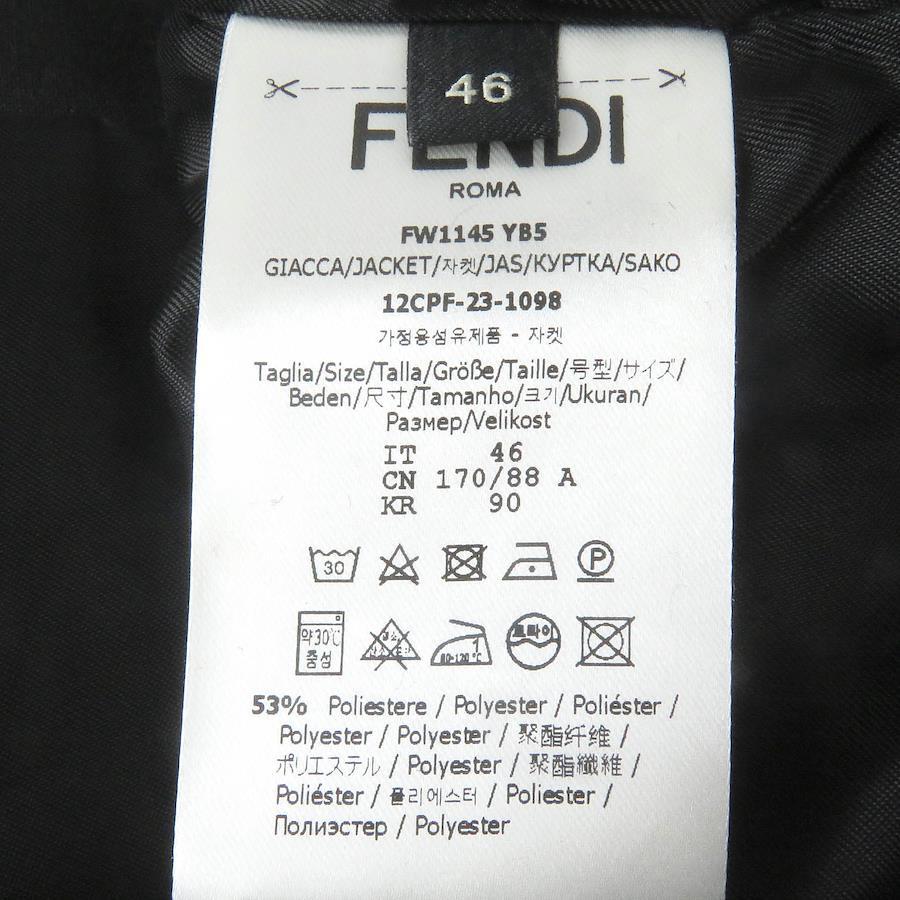 46
FENDI
ROMA
FW1145 YB5
GIACCA/JACKET/자켓/JAS/КУРТКА/SAKO
12CPF-23-1098
가정용섬유제품 - 자켓
Taglia/Size/Talla/Größe/Taille/号型/サイズ/
Beden/尺寸/Tamanho/크기/Ukuran/
Размер/Velikost
IT 46
CN 170/88 A
KR 90
30 P
약30℃
중성
80-120℃
드라이
53% Poliestere / Polyester / Poliéster /
Polyester / Polyester / 聚酯纤维 /
ポリエステル / Polyester / 聚酯纖維 /
Poliéster / 폴리에스터 / Poliester /
Полиэстер / Polyester